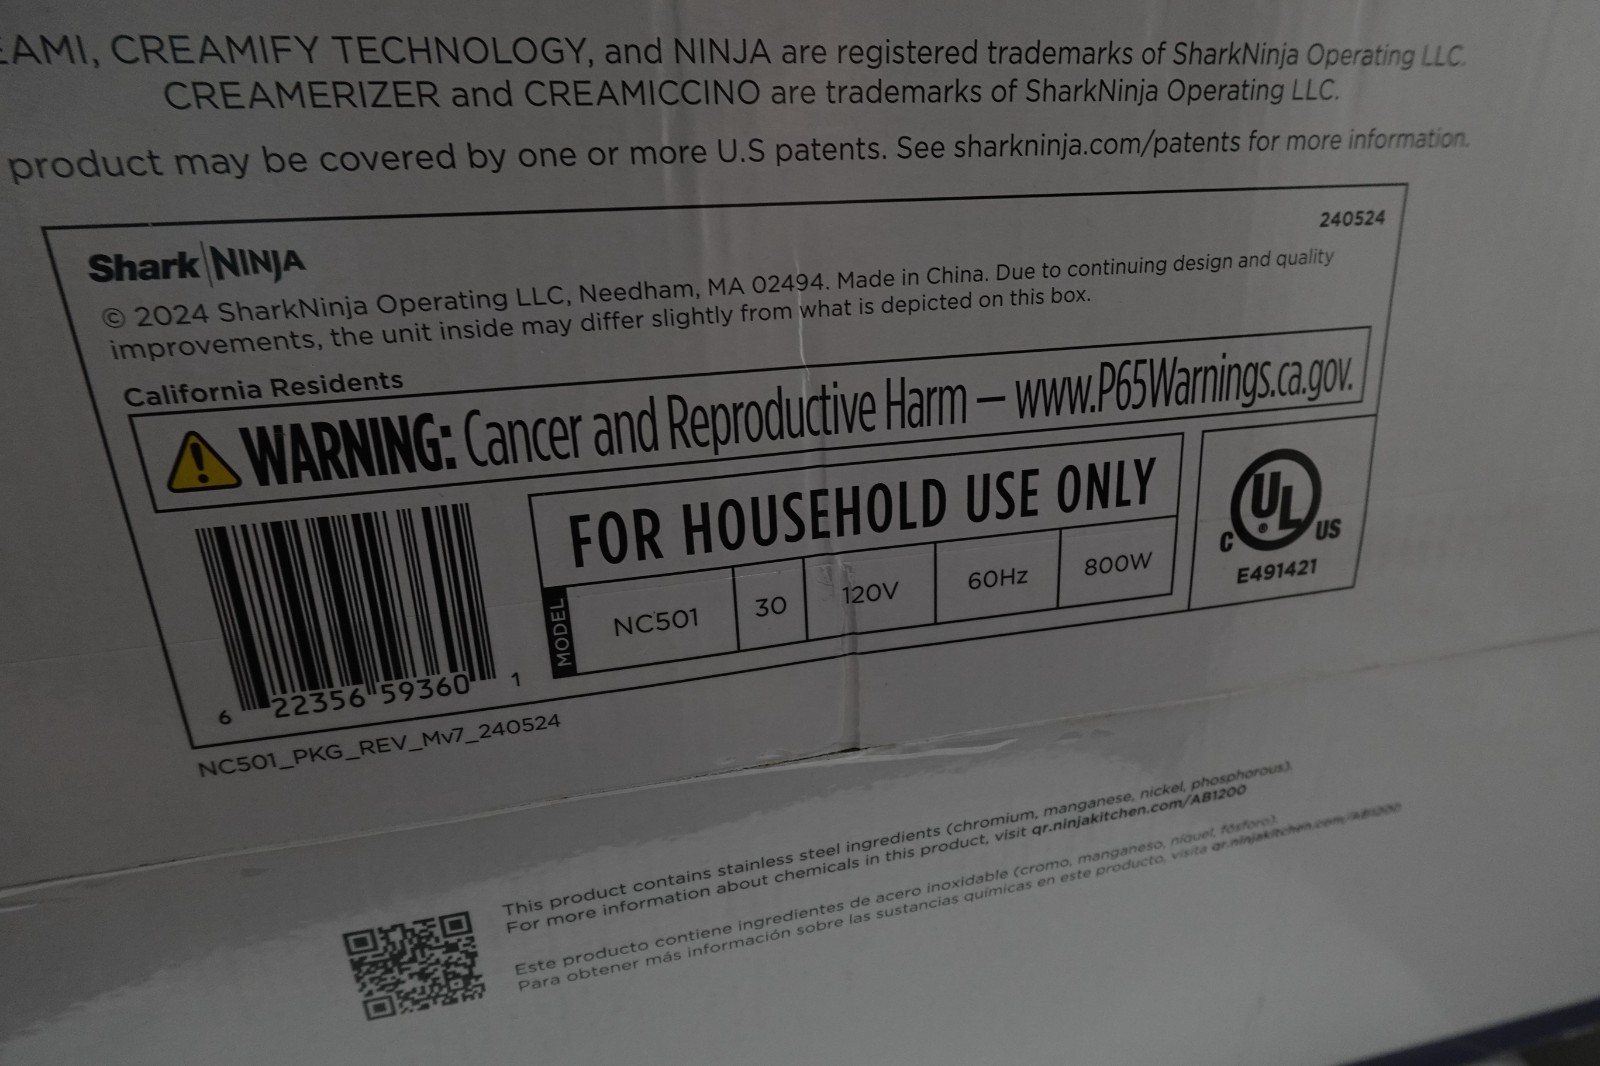 EAMI, CREAMIFY TECHNOLOGY, and NINJA are registered trademarks of SharkNinja Operating LLC.
CREAMERIZER and CREAMICCINO are trademarks of SharkNinja Operating LLC.
product may be covered by one or more U.S patents. See sharkninja.com/patents for more information.
240524
Shark NINJA
© 2024 SharkNinja Operating LLC, Needham, MA 02494. Made in China. Due to continuing design and quality
improvements, the unit inside may differ slightly from what is depicted on this box.
California Residents
WARNING: Cancer and Reproductive Harm — www.P65Warnings.ca.gov.
FOR HOUSEHOLD USE ONLY
MODEL NC501 30 120V 60Hz 800W
C UL US
E491421
6 22356 59360 1
NC501_PKG_REV_Mv7_240524
This product contains stainless steel ingredients (chromium, manganese, nickel, phosphorous).
For more information about chemicals in this product, visit qr.ninjakitchen.com/AB1200
Este producto contiene ingredientes de acero inoxidable (cromo, manganeso, níquel, fósforo).
Para obtener más información sobre las sustancias químicas en este producto, visita qr.ninjakitchen.com/AB1200